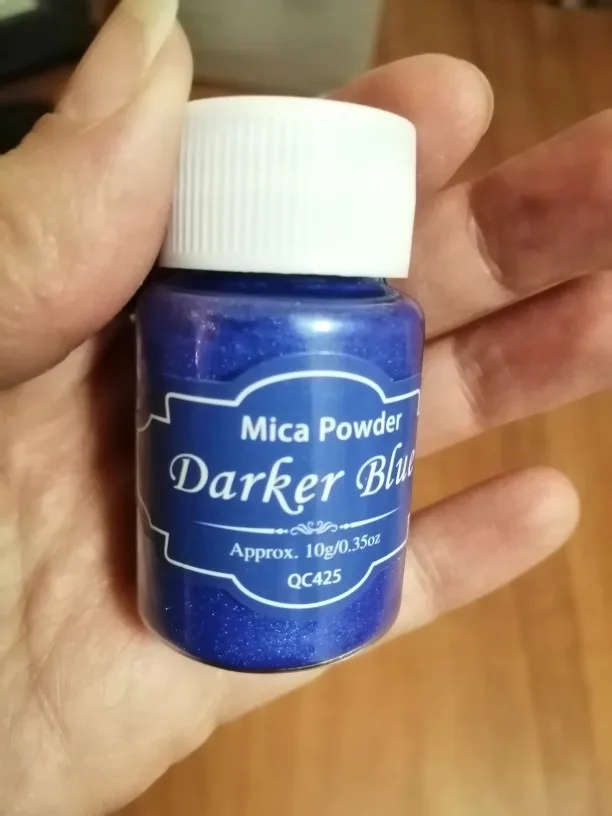 Mica Powder
Darker Blue
Approx. 10g/0.35oz
QC425